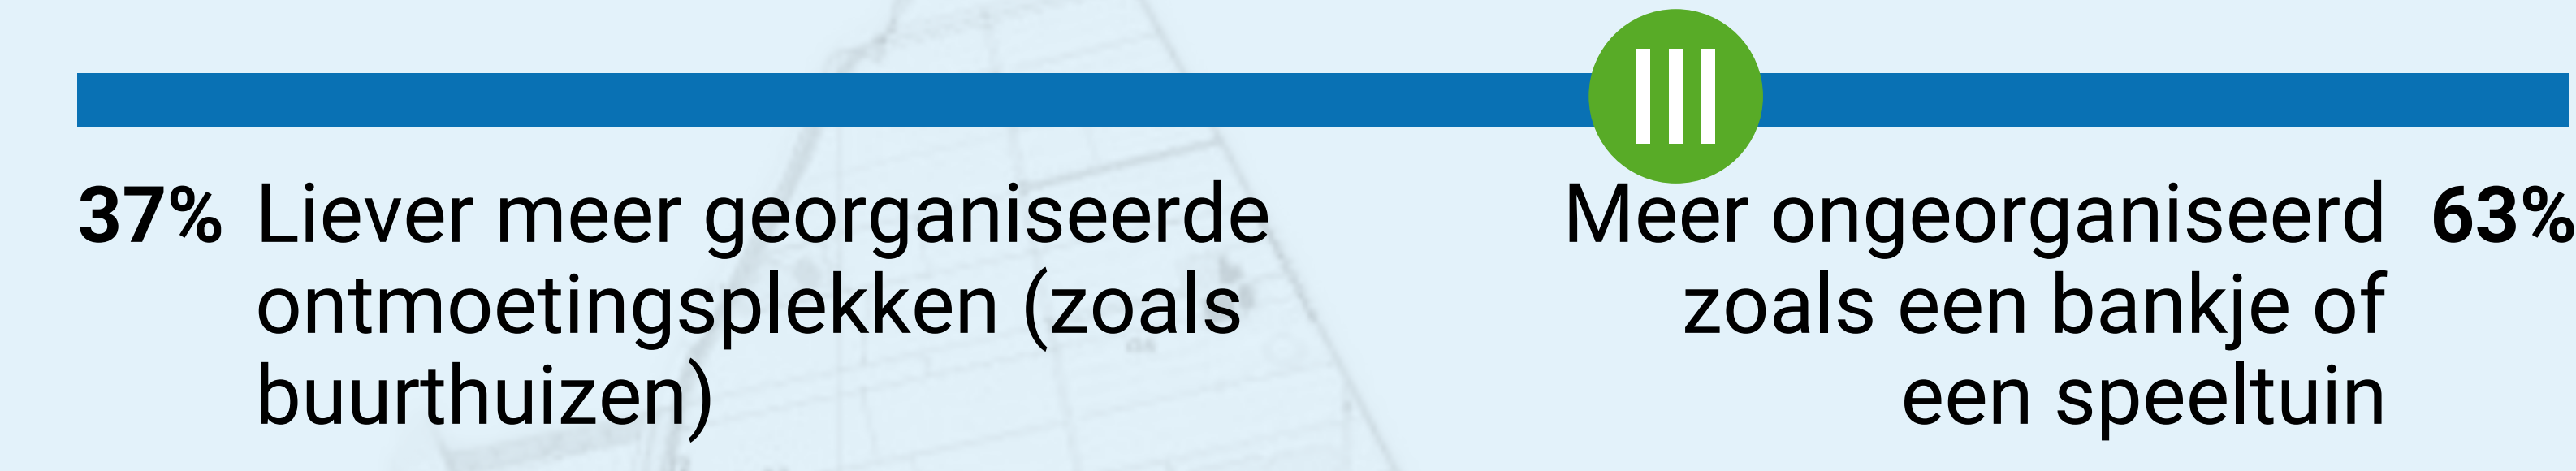 37% Liever meer georganiseerde
ontmoetingsplekken (zoals
buurthuizen)
Meer ongeorganiseerd 63%
zoals een bankje of
een speeltuin